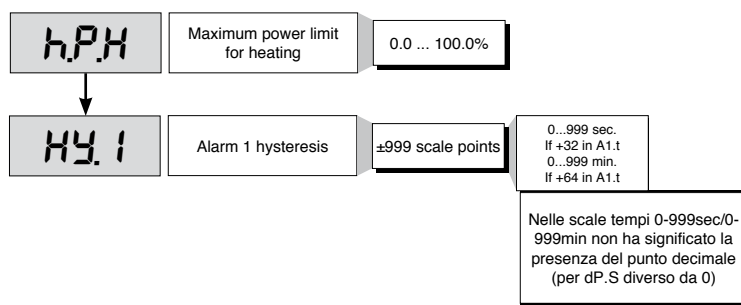 h.P.H
Maximum power limit
for heating
0.0 ... 100.0%
Hy. 1
Alarm 1 hysteresis
±999 scale points
0...999 sec.
If +32 in A1.t
0...999 min.
If +64 in A1.t
Nelle scale tempi 0-999sec/0-
999min non ha significato la
presenza del punto decimale
(per dP.S diverso da 0)